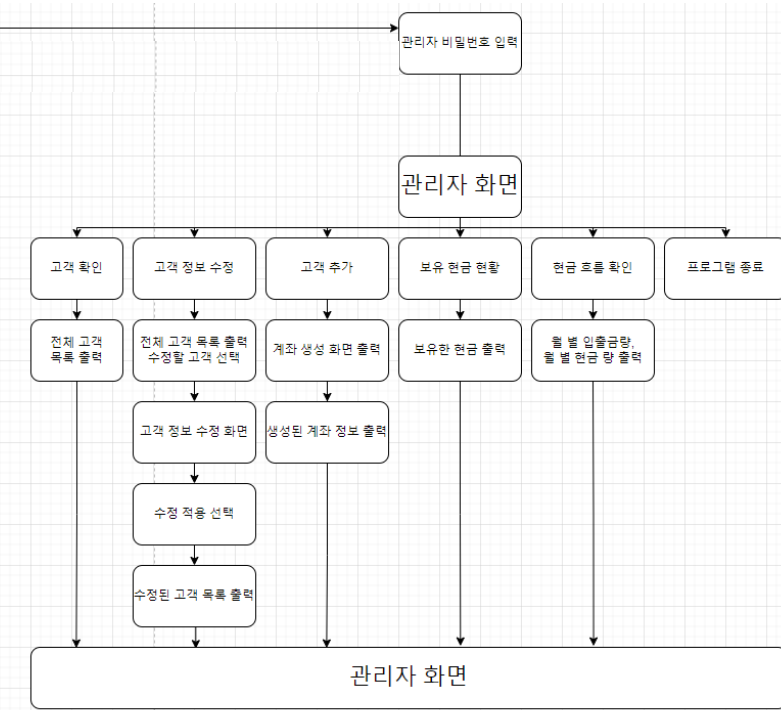 관리자 비밀번호 입력
관리자 화면
고객 확인
고객 정보 수정
고객 추가
보유 현금 현황
현금 흐름 확인
프로그램 종료
전체 고객
목록 출력
전체 고객 목록 출력
수정할 고객 선택
계좌 생성 화면 출력
보유한 현금 출력
월 별 입출금량,
월 별 현금 량 출력
고객 정보 수정 화면
생성된 계좌 정보 출력
수정 적용 선택
수정된 고객 목록 출력
관리자 화면